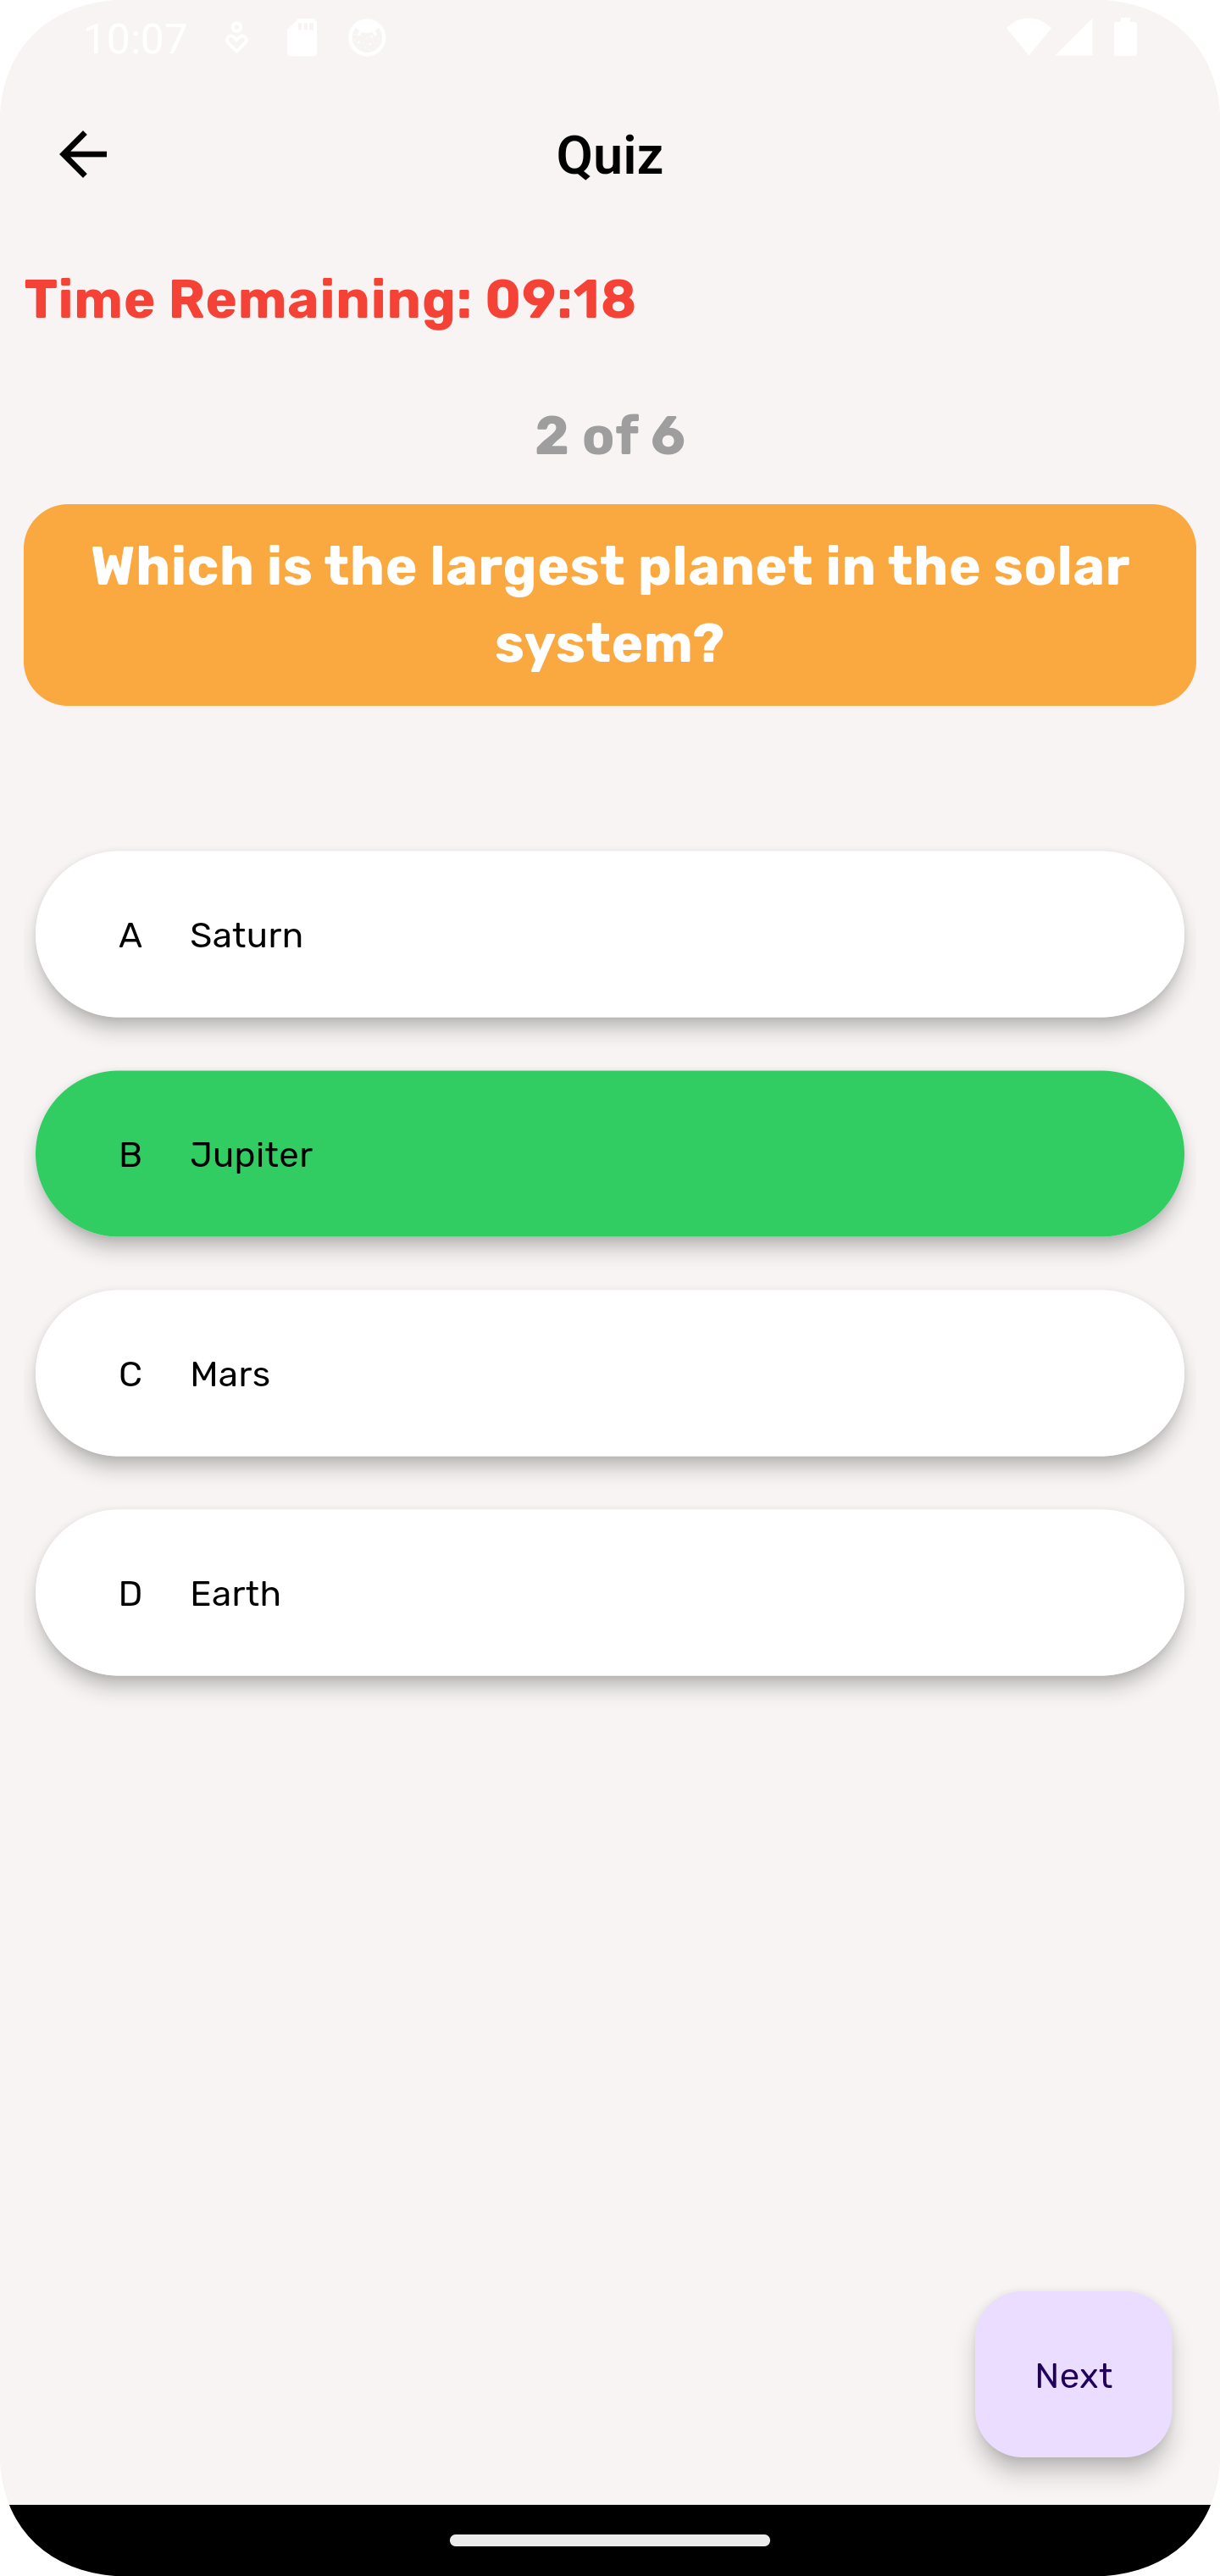 10:07
Quiz
Time Remaining: 09:18
2 of 6
Which is the largest planet in the solar
system?
A Saturn
B Jupiter
C Mars
D Earth
Next